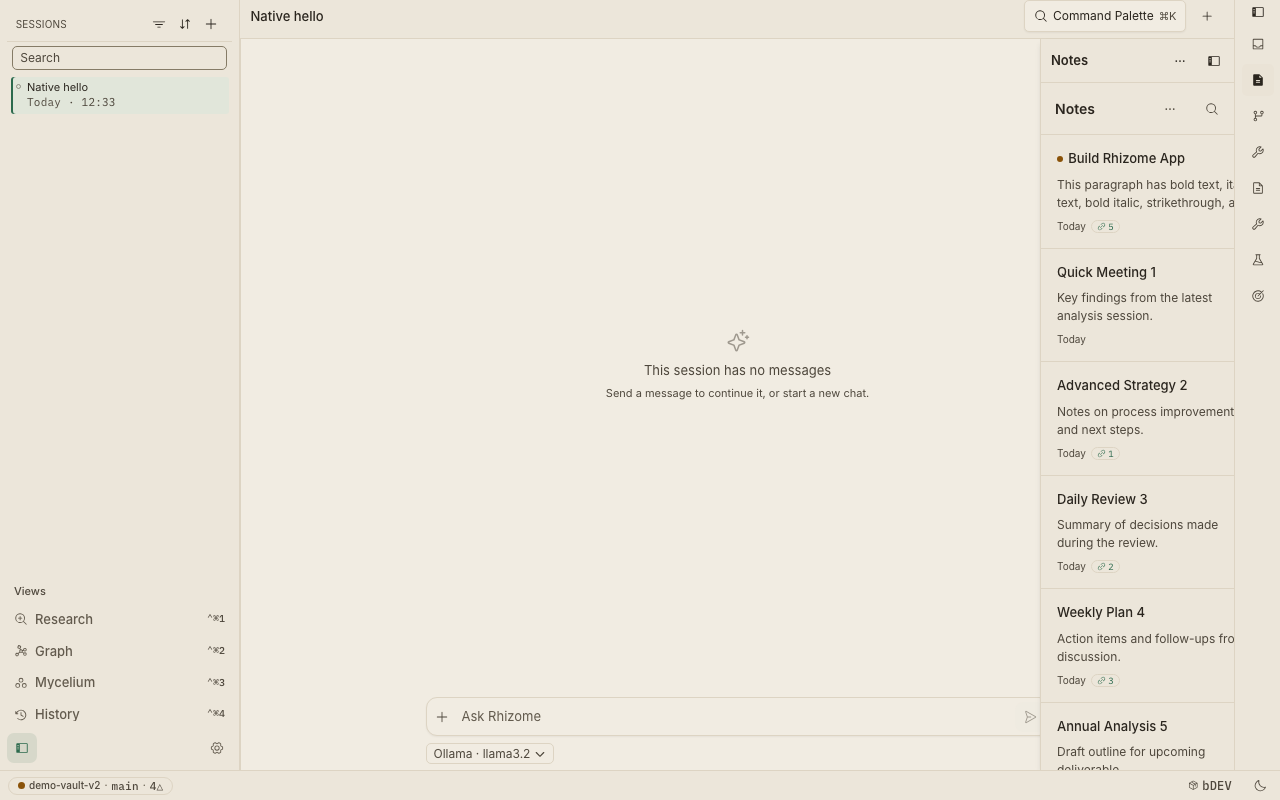 SESSIONS
Search
Native hello
Today · 12:33
Views
Research ⌃⌘1
Graph ⌃⌘2
Mycelium ⌃⌘3
History ⌃⌘4
demo-vault-v2 · main · 4△
Native hello
Command Palette ⌘K
This session has no messages
Send a message to continue it, or start a new chat.
Ask Rhizome
Ollama · llama3.2
Notes
Notes
Build Rhizome App
This paragraph has bold text,
text, bold italic, strikethrough,
Today 5
Quick Meeting 1
Key findings from the latest
analysis session.
Today
Advanced Strategy 2
Notes on process improvement
and next steps.
Today 1
Daily Review 3
Summary of decisions made
during the review.
Today 2
Weekly Plan 4
Action items and follow-ups
discussion.
Today 3
Annual Analysis 5
Draft outline for upcoming
deliverable
bDEV